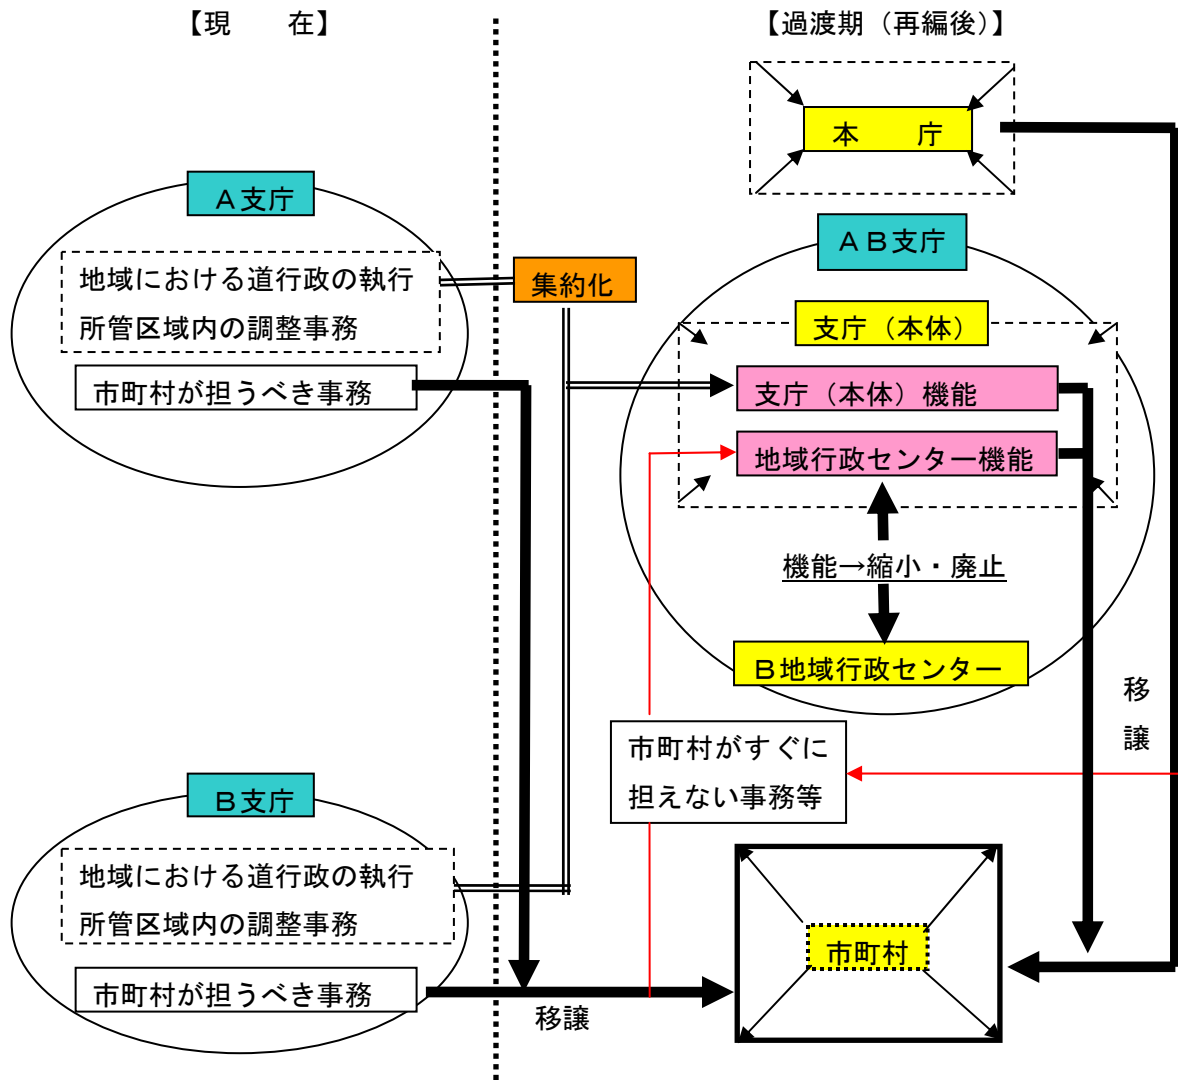 【現　　在】
【過渡期（再編後）】
本　　庁
Ａ支庁
地域における道行政の執行
所管区域内の調整事務
市町村が担うべき事務
集約化
ＡＢ支庁
支庁（本体）
支庁（本体）機能
地域行政センター機能
機能→縮小・廃止
Ｂ地域行政センター
移
譲
市町村がすぐに
担えない事務等
Ｂ支庁
地域における道行政の執行
所管区域内の調整事務
市町村が担うべき事務
移譲
市町村